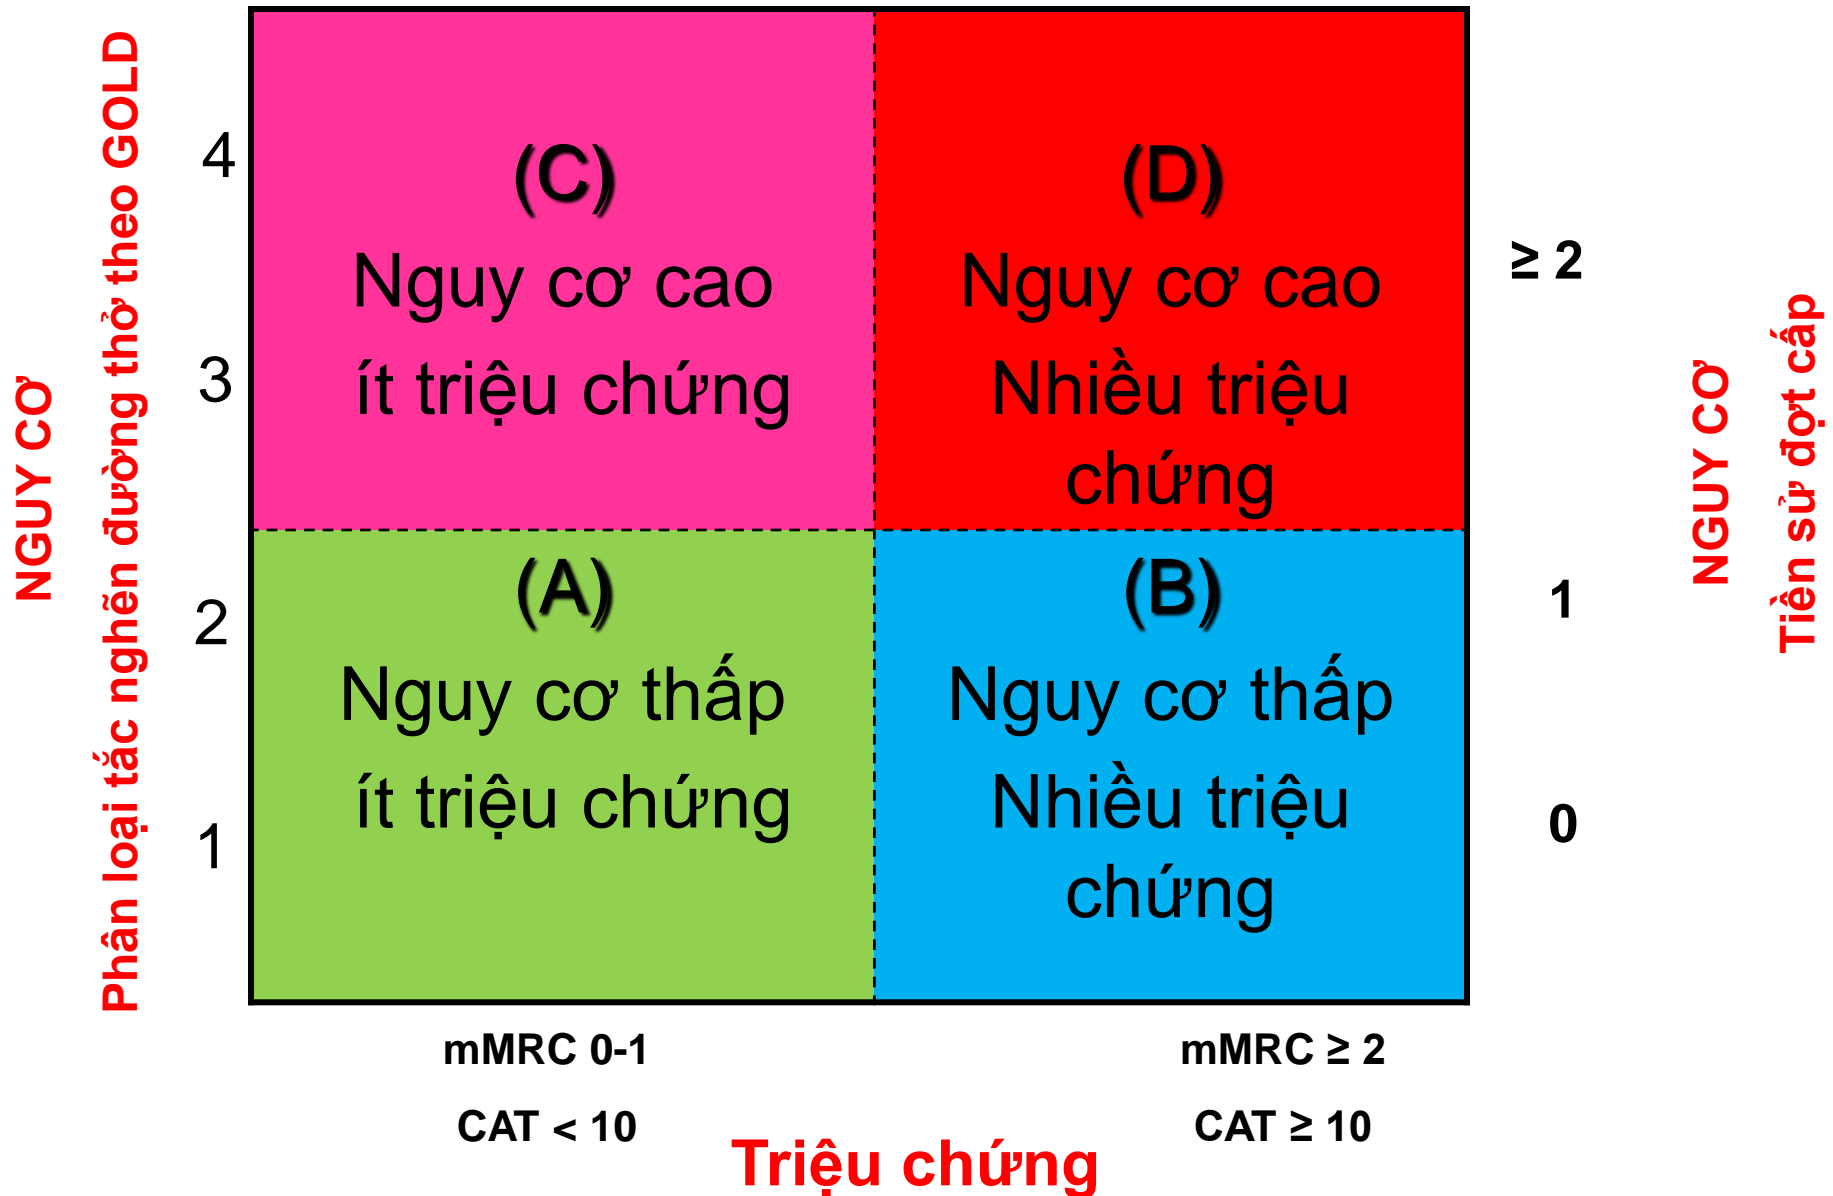 NGUY CƠ
Phân loại tắc nghẽn đường thở theo GOLD
4
3
2
1
(C)
Nguy cơ cao
ít triệu chứng
(D)
Nguy cơ cao
Nhiều triệu
chứng
(A)
Nguy cơ thấp
ít triệu chứng
(B)
Nguy cơ thấp
Nhiều triệu
chứng
≥ 2
1
0
NGUY CƠ
Tiền sử đợt cấp
mMRC 0-1
CAT < 10
mMRC ≥ 2
CAT ≥ 10
Triệu chứng